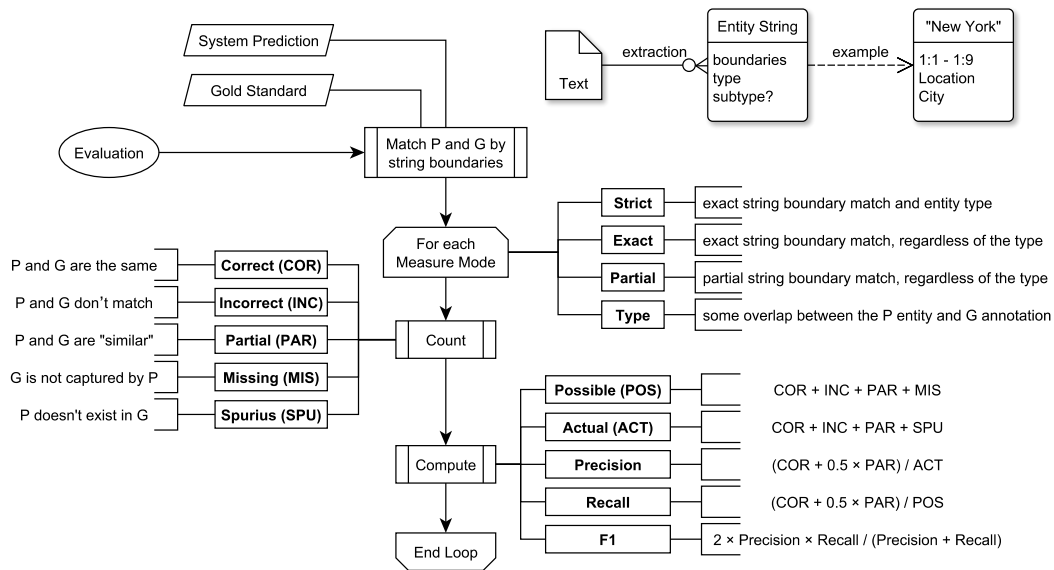 System Prediction
Gold Standard
Evaluation
Match P and G by
string boundaries
Text
extraction
Entity String
boundaries
type
subtype?
example
"New York"
1:1 - 1:9
Location
City
For each
Measure Mode
Strict
exact string boundary match and entity type
Exact
exact string boundary match, regardless of the type
Partial
partial string boundary match, regardless of the type
Type
some overlap between the P entity and G annotation
P and G are the same
Correct (COR)
P and G don't match
Incorrect (INC)
P and G are "similar"
Partial (PAR)
G is not captured by P
Missing (MIS)
P doesn't exist in G
Spurius (SPU)
Count
Compute
Possible (POS)
COR + INC + PAR + MIS
Actual (ACT)
COR + INC + PAR + SPU
Precision
(COR + 0.5 × PAR) / ACT
Recall
(COR + 0.5 × PAR) / POS
F1
2 × Precision × Recall / (Precision + Recall)
End Loop